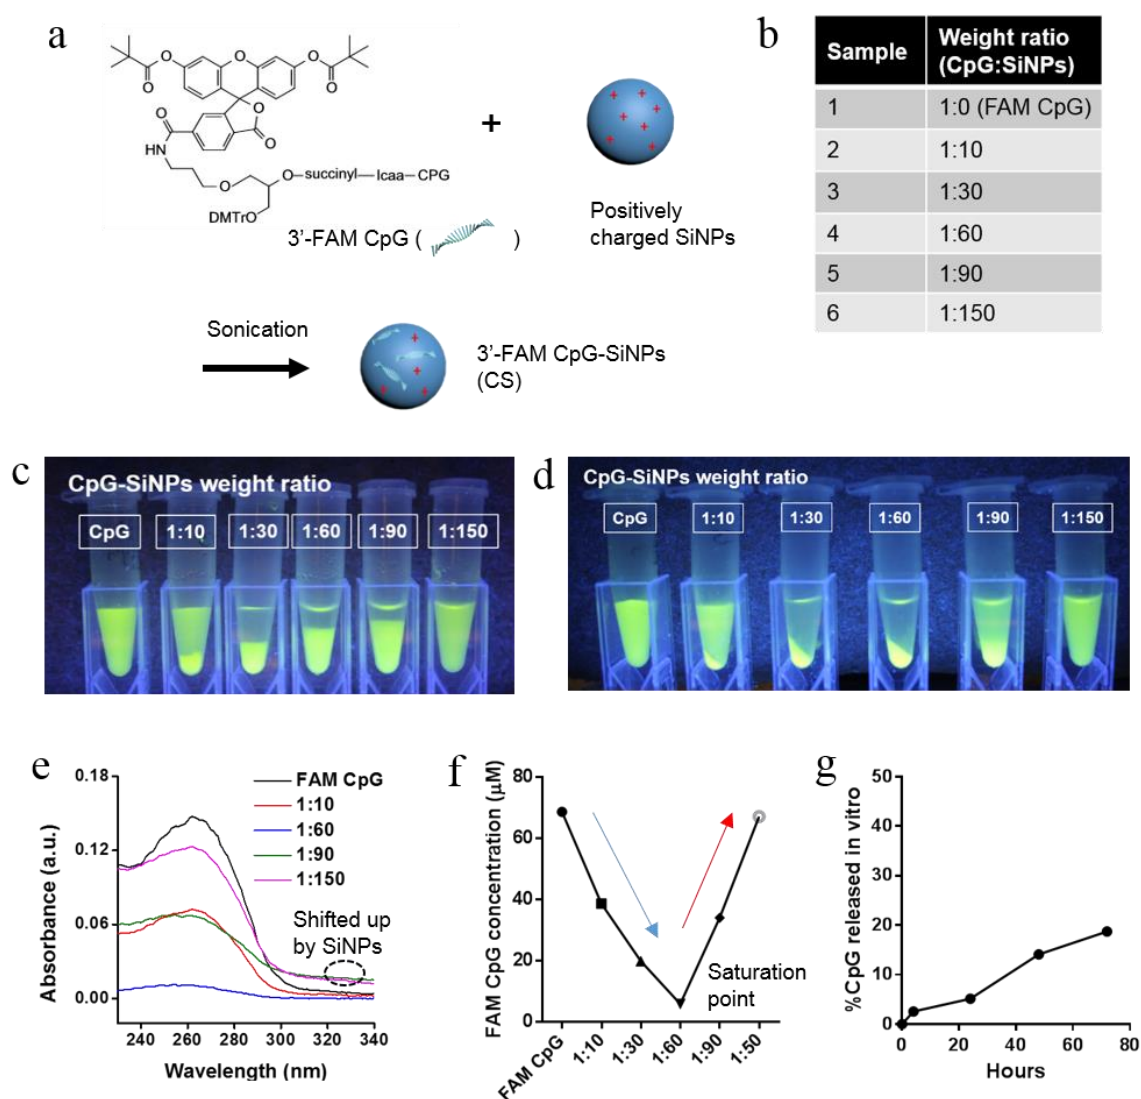 a
O
O
O
O
O
O
O
O
HN
O
O
succinyl—lcaa—CPG
DMTrO
3'-FAM CpG ( )
+
Positively
charged SiNPs
Sonication
3'-FAM CpG-SiNPs
(CS)
b
Sample Weight ratio
(CpG:SiNPs)
1 1:0 (FAM CpG)
2 1:10
3 1:30
4 1:60
5 1:90
6 1:150
c
CpG-SiNPs weight ratio
CpG 1:10 1:30 1:60 1:90 1:150
d
CpG-SiNPs weight ratio
CpG 1:10 1:30 1:60 1:90 1:150
e
Absorbance (a.u.)
0.18
0.12
0.06
0.00
FAM CpG
1:10
1:60
1:90
1:150
Shifted up
by SiNPs
240 260 280 300 320 340
Wavelength (nm)
f
FAM CpG concentration (μM)
80
60
40
20
0
Saturation
point
FAM CpG 1:10 1:30 1:60 1:90 1:50
g
%CpG released in vitro
50
40
30
20
10
0
0 20 40 60 80
Hours